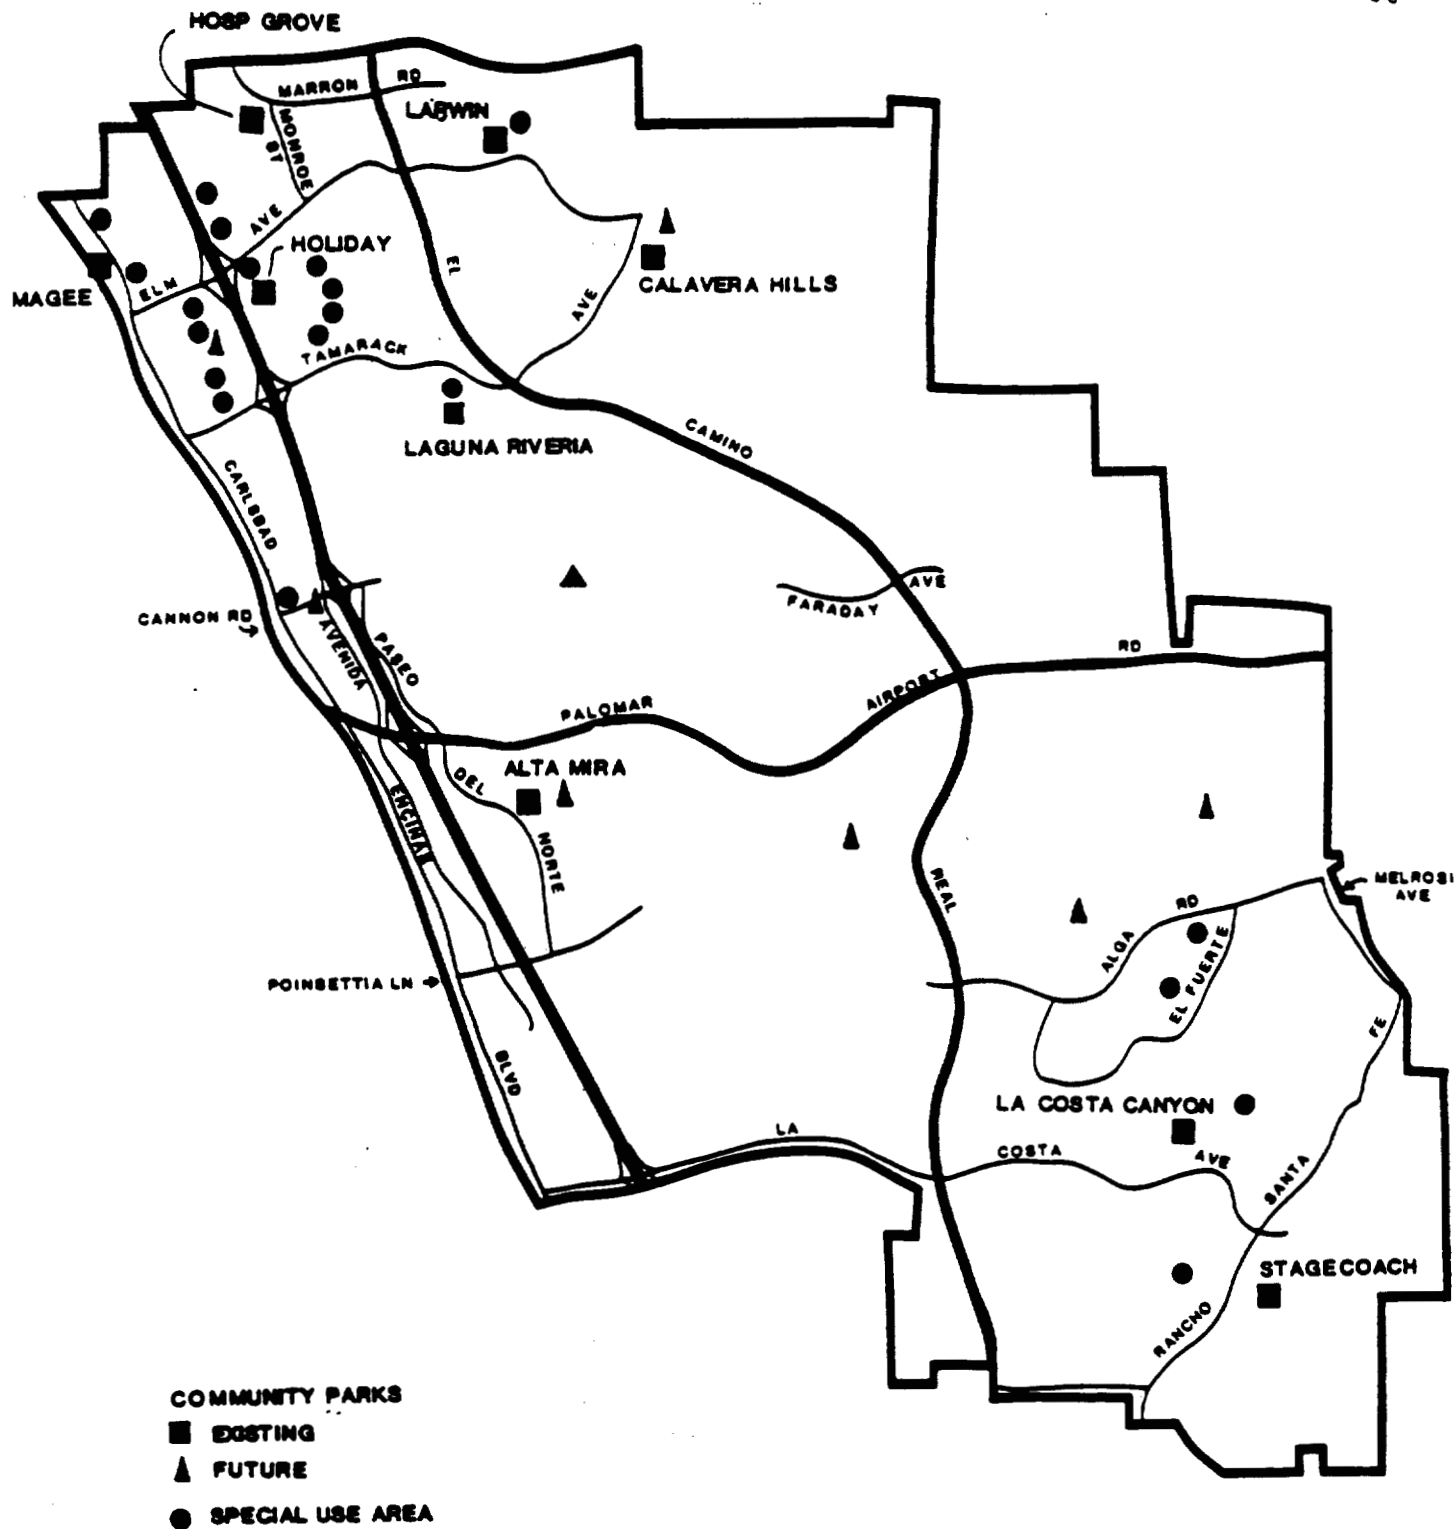 HOSP GROVE
MARRON RD
LARWIN
MONROE ST
AVE
HOLIDAY
EL
MAGEE
ELM
CALAVERA HILLS
AVE
TAMARACK
LAGUNA RIVERIA
CAMINO
CARLSBAD
FARADAY AVE
CANNON RD
AVENIDA
PASEO
RD
AIRPORT
PALOMAR
ALTA MIRA
DEL
ENCINAS
NORTE
REAL
MELROSE
AVE
RD
ALGA
EL FUERTE
POINSETTIA LN
FE
BLVD
LA COSTA CANYON
LA
COSTA
AVE
SANTA
STAGECOACH
RANCHO
COMMUNITY PARKS
EXISTING
FUTURE
SPECIAL USE AREA